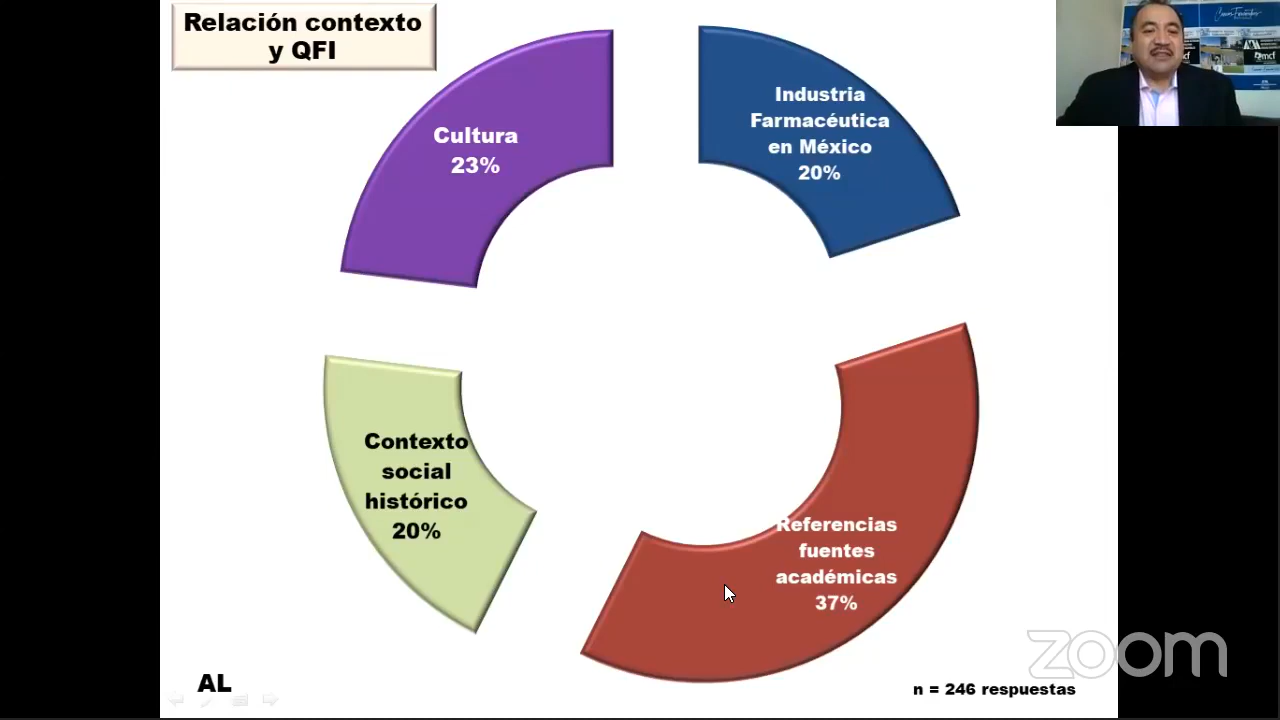 Relación contexto
y QFI
Cultura
23%
Industria
Farmacéutica
en México
20%
Contexto
social
histórico
20%
Referencias
fuentes
académicas
37%
AL
n = 246 respuestas
zoom